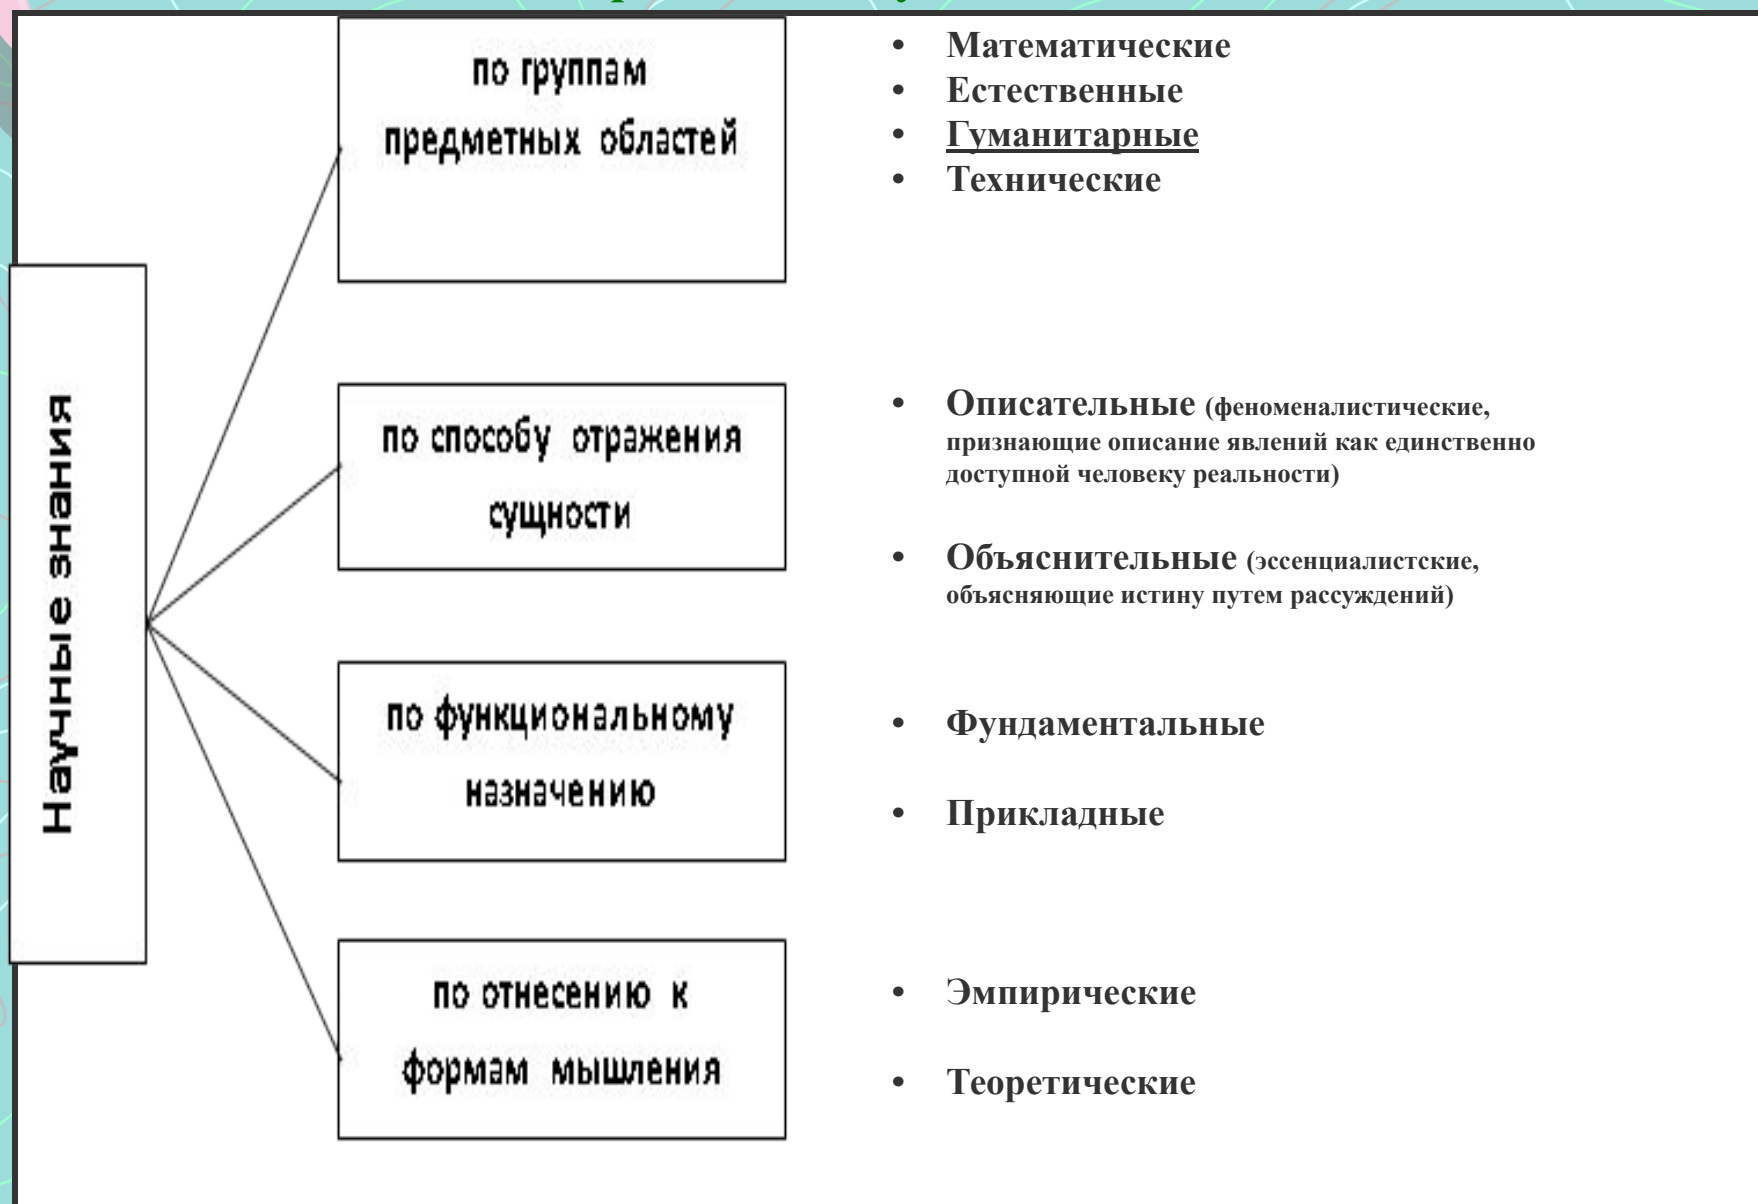 по группам
предметных областей
• Математические
• Естественные
• Гуманитарные
• Технические
Научные знания
по способу отражения
сущности
• Описательные (феноменалистические,
признающие описание явлений как единственно
доступной человеку реальности)
• Объяснительные (эссенциалистские,
объясняющие истину путем рассуждений)
по функциональному
назначению
• Фундаментальные
• Прикладные
по отнесению к
формам мышления
• Эмпирические
• Теоретические